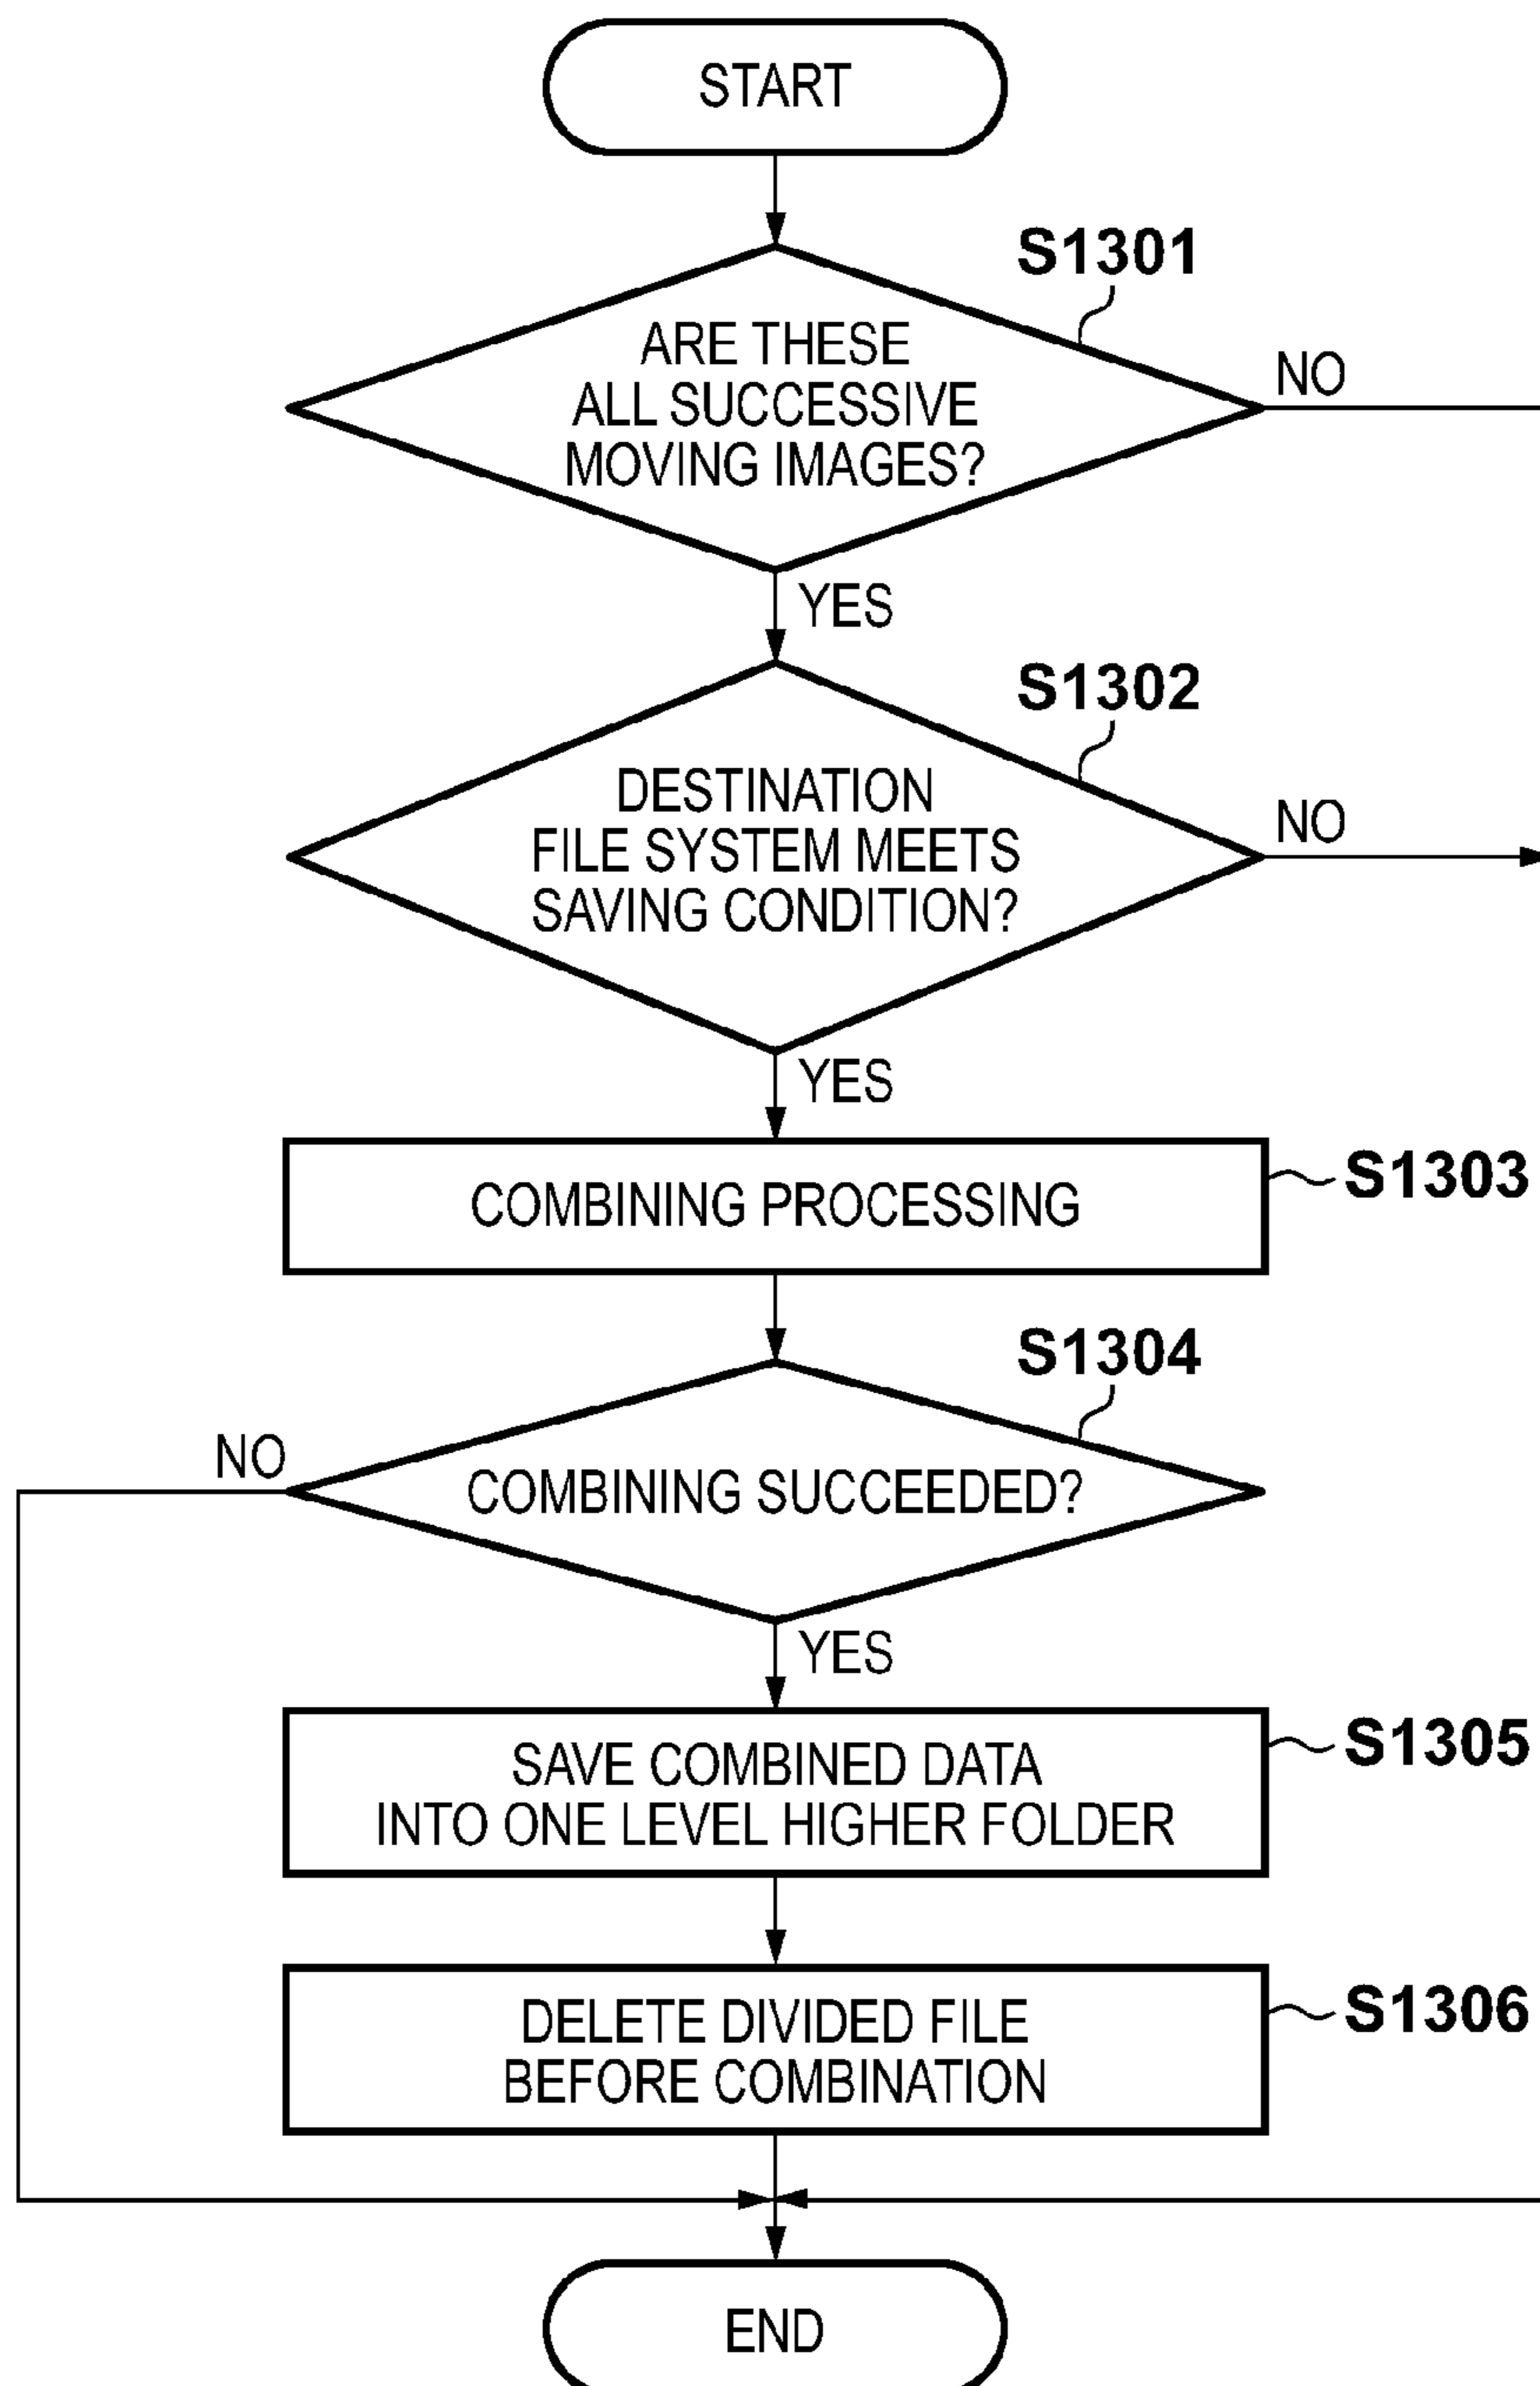 START
S1301
ARE THESE
ALL SUCCESSIVE
MOVING IMAGES?
NO
YES
S1302
DESTINATION
FILE SYSTEM MEETS
SAVING CONDITION?
NO
YES
COMBINING PROCESSING
S1303
S1304
NO
COMBINING SUCCEEDED?
YES
SAVE COMBINED DATA
INTO ONE LEVEL HIGHER FOLDER
S1305
DELETE DIVIDED FILE
BEFORE COMBINATION
S1306
END